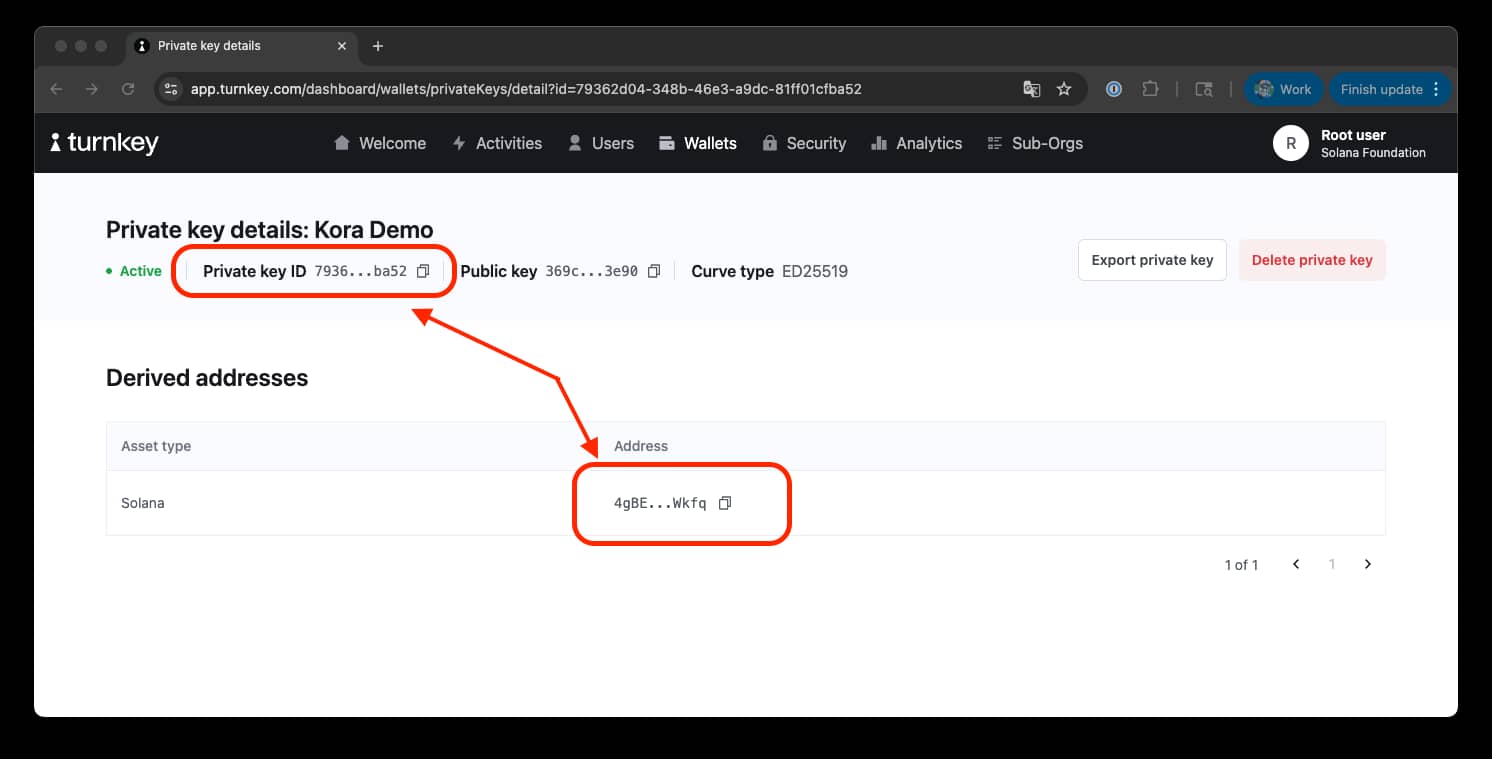 Private key details
app.turnkey.com/dashboard/wallets/privateKeys/detail?id=79362d04-348b-46e3-a9dc-81ff01cfba52
Work
Finish update
turnkey
Welcome
Activities
Users
Wallets
Security
Analytics
Sub-Orgs
R
Root user
Solana Foundation
Private key details: Kora Demo
Active
Private key ID 7936...ba52
Public key 369c...3e90
Curve type ED25519
Export private key
Delete private key
Derived addresses
Asset type
Address
Solana
4gBE...Wkfq
1 of 1
1